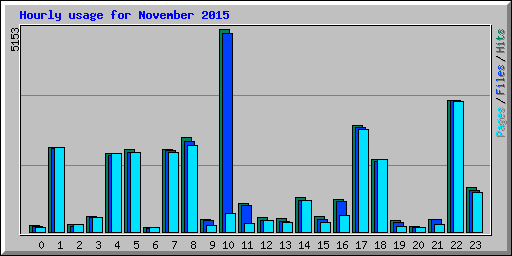 Hourly usage for November 2015
5153
Pages/Files/Hits
0 1 2 3 4 5 6 7 8 9 10 11 12 13 14 15 16 17 18 19 20 21 22 23